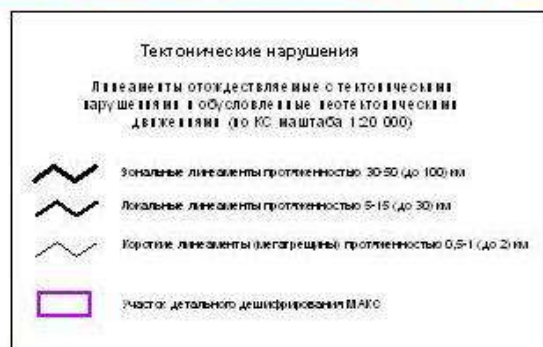 Тектонические нарушения
Линеаменты отождествляемые с тектоническими
нарушениями и обусловленные неотектоническими
движениями (по КС маштаба 1:20 000)
Зональные линеаменты протяженностью 30-50 (до 100) км
Локальные линеаменты протяженностью 5-15 (до 30) км
Короткие линеаменты (мегатрещины) протяженностью 0,5-1 (до 2) км
Участок детального дешифрирования МАКС